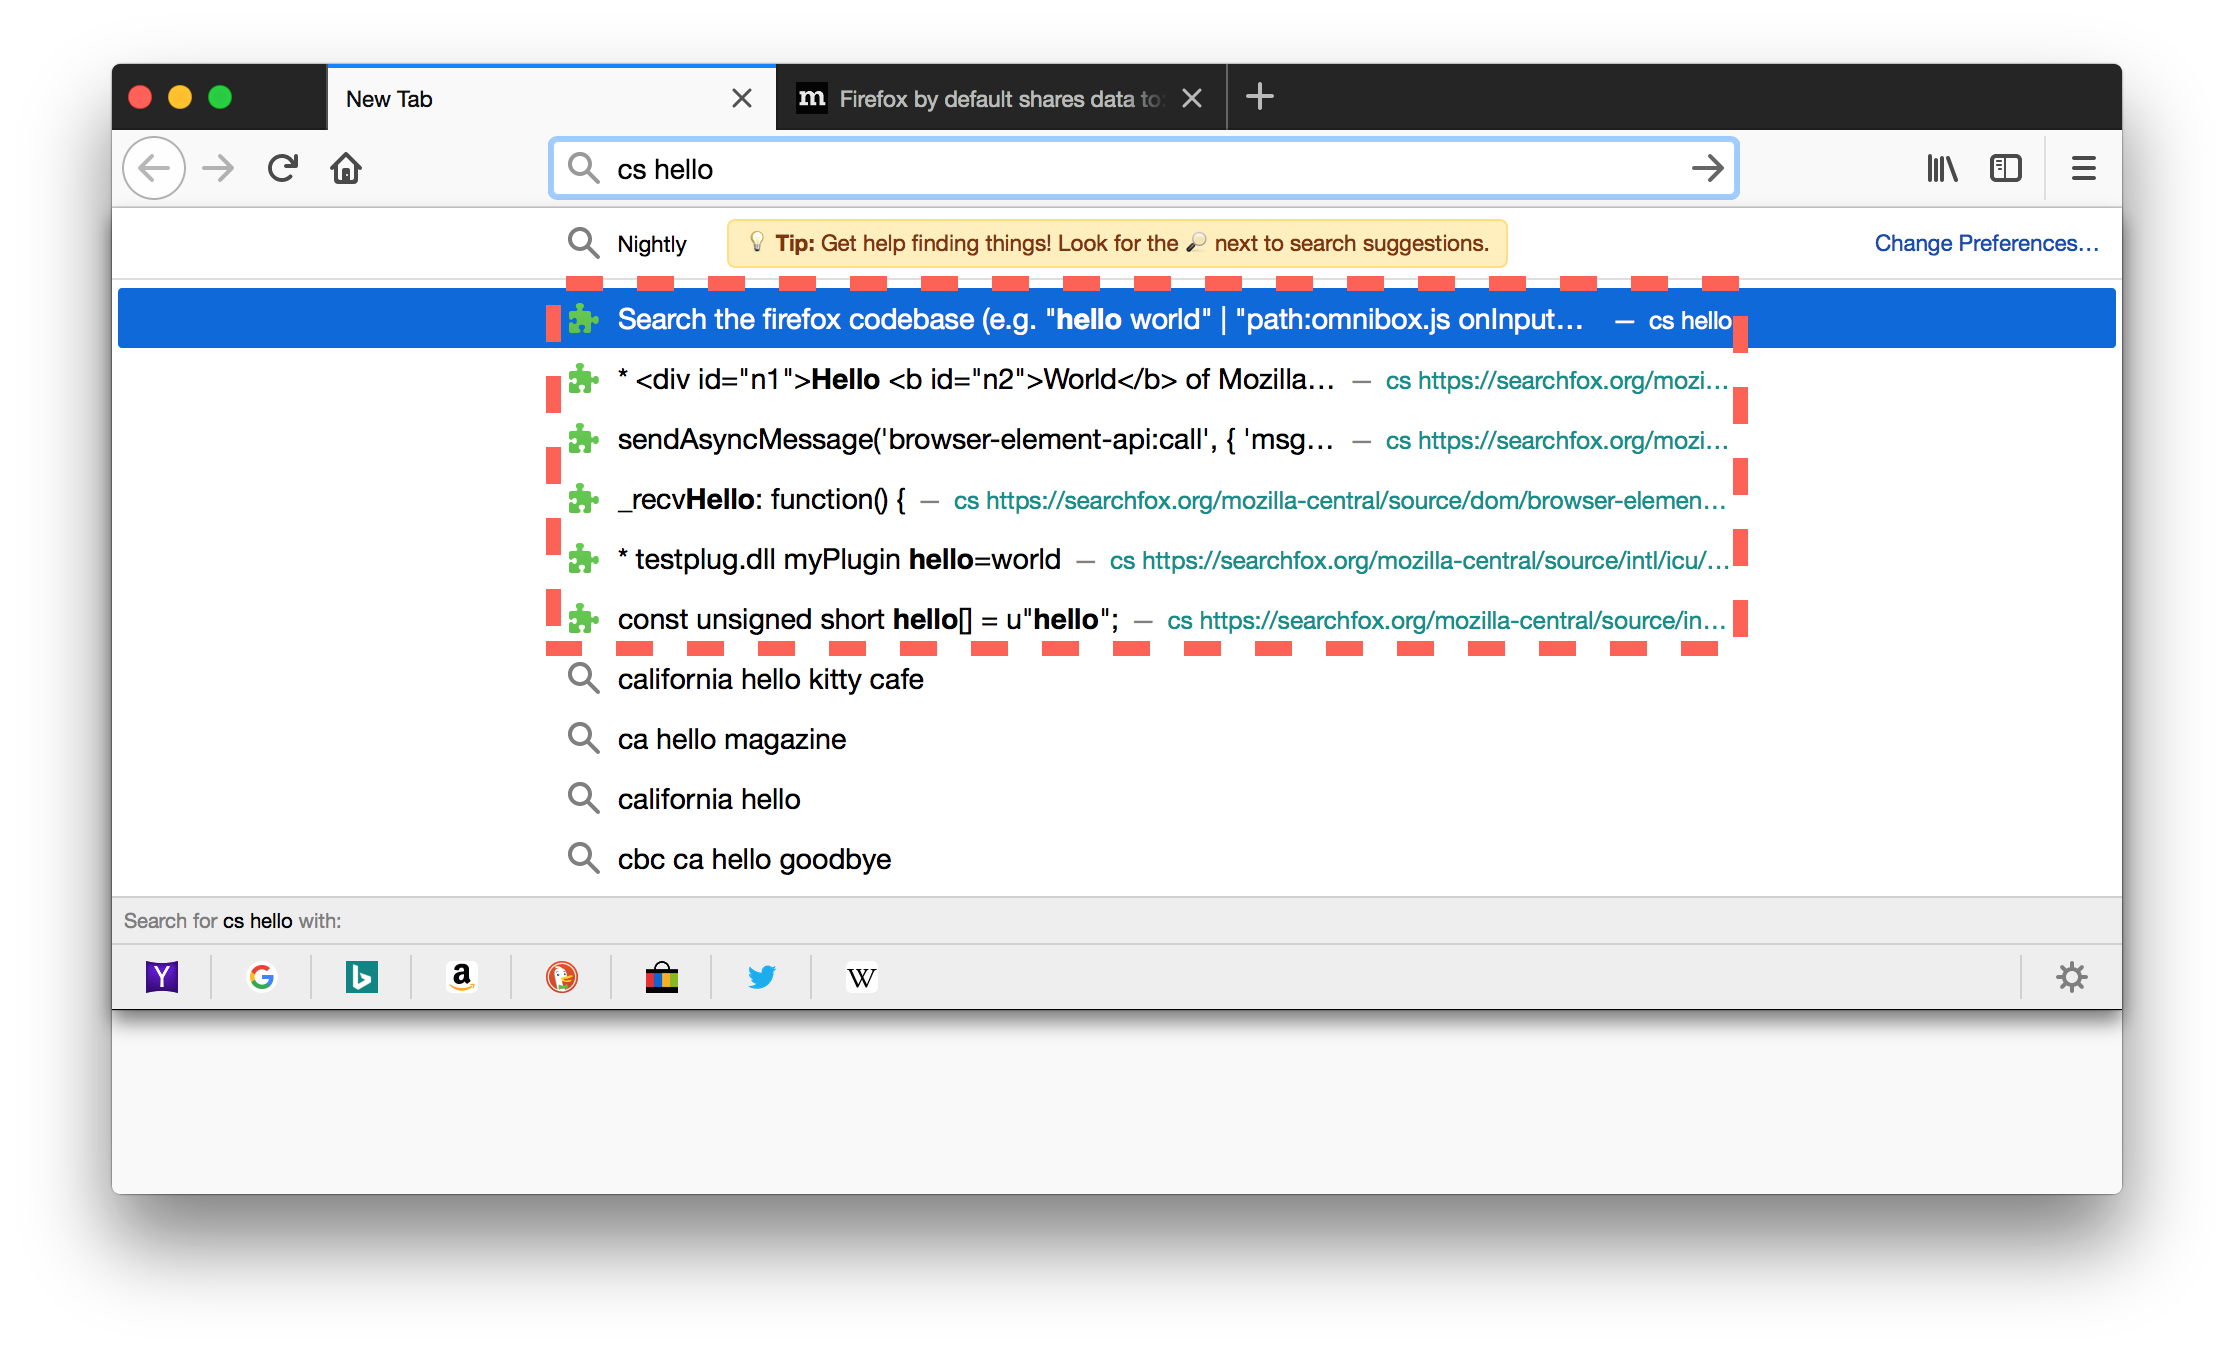 New Tab
m Firefox by default shares data to:
cs hello
Nightly
Tip: Get help finding things! Look for the 🔎 next to search suggestions.
Change Preferences...
Search the firefox codebase (e.g. "hello world" | "path:omnibox.js onInput... — cs hello
* <div id="n1">Hello <b id="n2">World</b> of Mozilla... — cs https://searchfox.org/mozi...
sendAsyncMessage('browser-element-api:call', { 'msg... — cs https://searchfox.org/mozi...
_recvHello: function() { — cs https://searchfox.org/mozilla-central/source/dom/browser-elemen...
* testplug.dll myPlugin hello=world — cs https://searchfox.org/mozilla-central/source/intl/icu/...
const unsigned short hello[] = u"hello"; — cs https://searchfox.org/mozilla-central/source/in...
california hello kitty cafe
ca hello magazine
california hello
cbc ca hello goodbye
Search for cs hello with:
Y G b a W